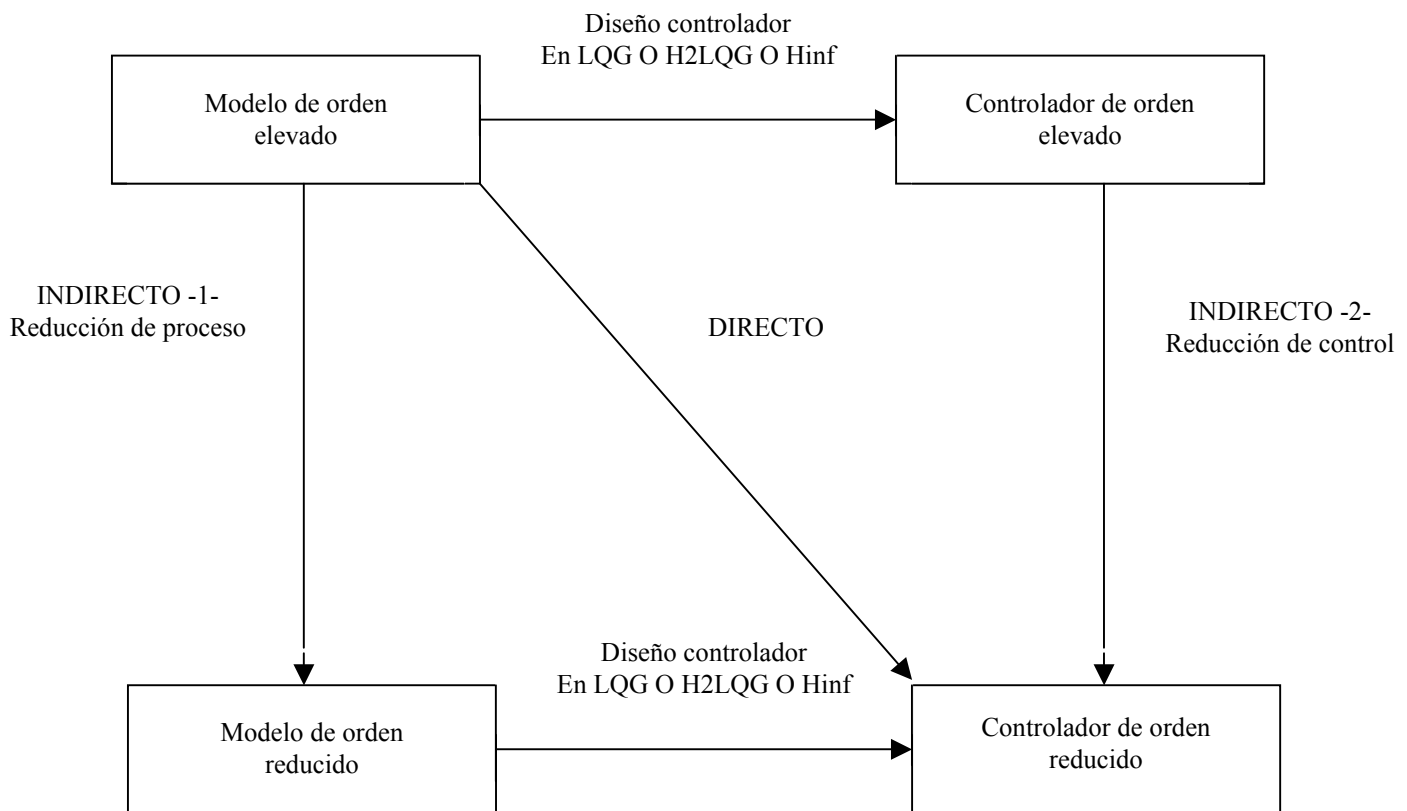 Diseño controlador
En LQG O H2LQG O Hinf
Modelo de orden
elevado
Controlador de orden
elevado
INDIRECTO -1-
Reducción de proceso
DIRECTO
INDIRECTO -2-
Reducción de control
Diseño controlador
En LQG O H2LQG O Hinf
Modelo de orden
reducido
Controlador de orden
reducido